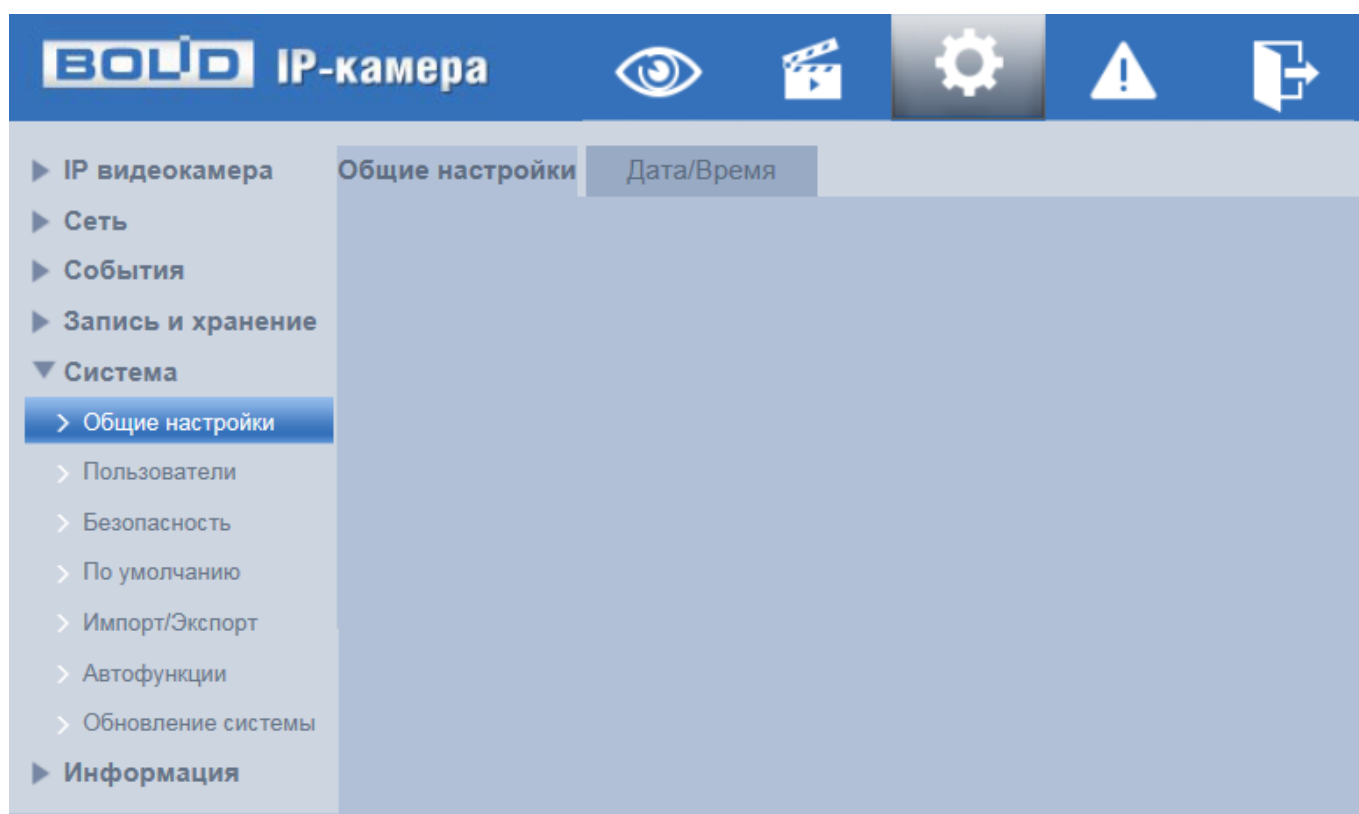 BOLID IP-камера
IP видеокамера
Общие настройки Дата/Время
Сеть
События
Запись и хранение
Система
Общие настройки
Пользователи
Безопасность
По умолчанию
Импорт/Экспорт
Автофункции
Обновление системы
Информация